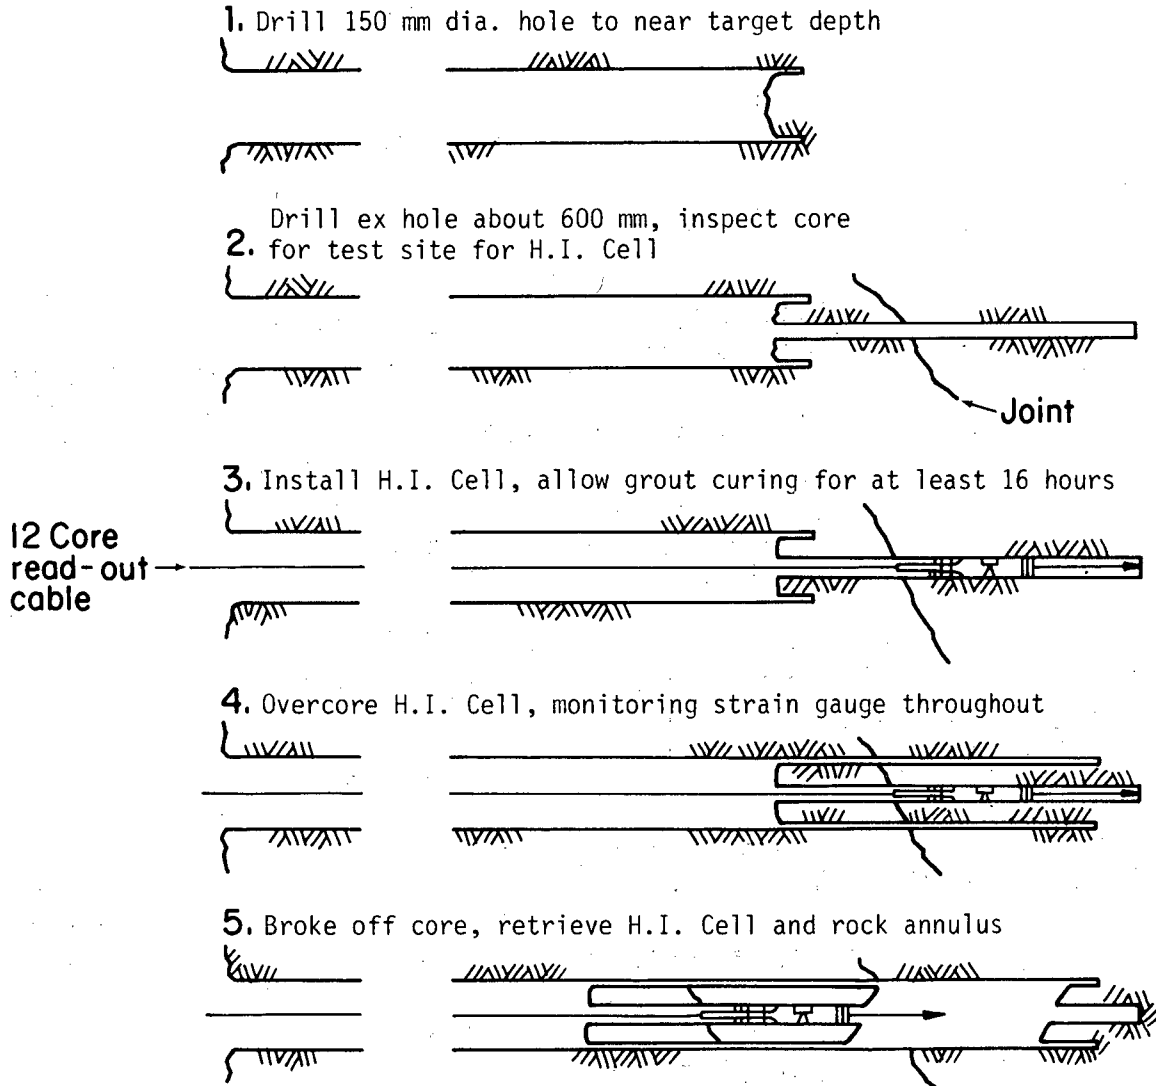 1. Drill 150 mm dia. hole to near target depth
Drill ex hole about 600 mm, inspect core
2. for test site for H.I. Cell
Joint
3. Install H.I. Cell, allow grout curing for at least 16 hours
12 Core
read-out
cable
4. Overcore H.I. Cell, monitoring strain gauge throughout
5. Broke off core, retrieve H.I. Cell and rock annulus